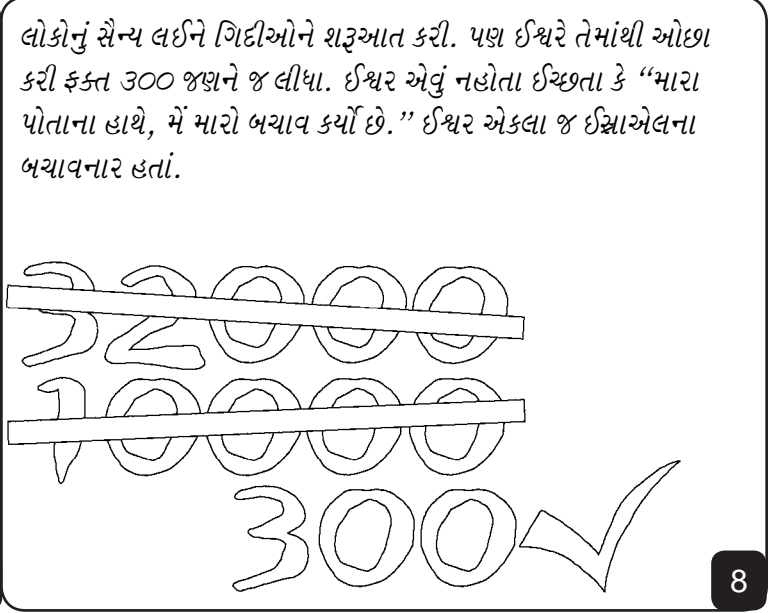 લોકોનું સૈન્ય લઈને ગિદીઓને શરૂઆત કરી. પણ ઈશ્વરે તેમાંથી ઓછા
કરી ફક્ત 300 જણને જ લીધા. ઈશ્વર એવું નહોતા ઈચ્છતા કે “મારા
પોતાના હાથે, મેં મારો બચાવ કર્યો છે.” ઈશ્વર એકલા જ ઈસ્રાએલના
બચાવનાર હતાં.
32000
10000
300
8